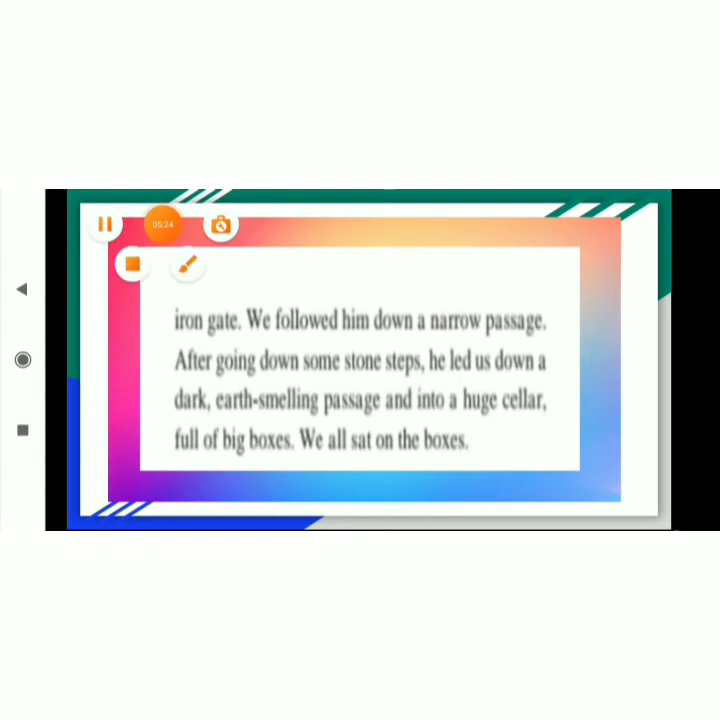 05:24
iron gate. We followed him down a narrow passage.
After going down some stone steps, he led us down a
dark, earth-smelling passage and into a huge cellar,
full of big boxes. We all sat on the boxes.